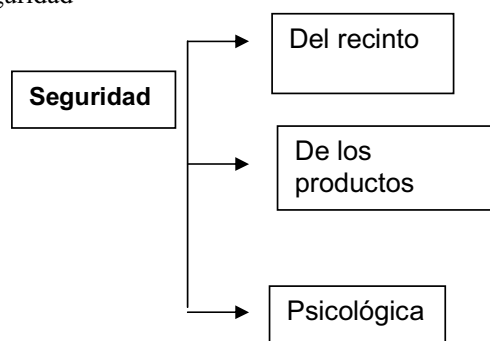 Del recinto
Seguridad
De los
productos
Psicológica